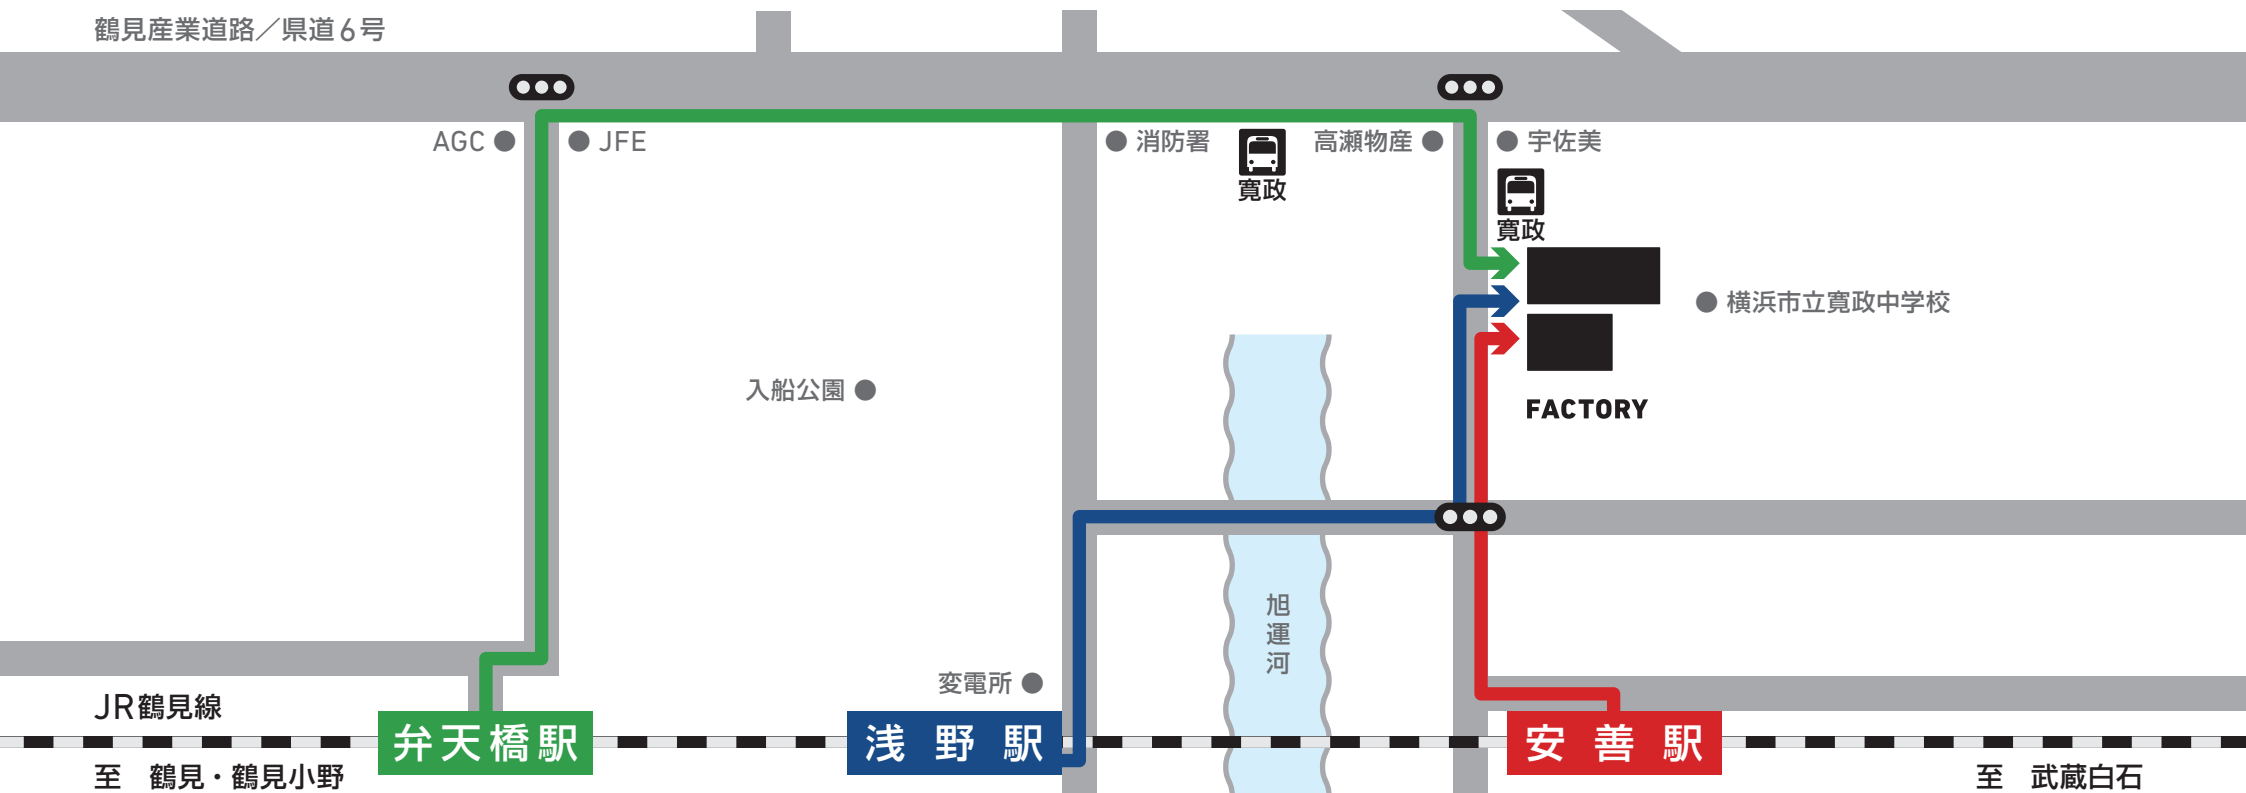 鶴見産業道路／県道6号
AGC
JFE
消防署
寛政
高瀬物産
宇佐美
寛政
横浜市立寛政中学校
入船公園
FACTORY
旭運河
変電所
JR鶴見線
弁天橋駅
浅野駅
安善駅
至 鶴見・鶴見小野
至 武蔵白石